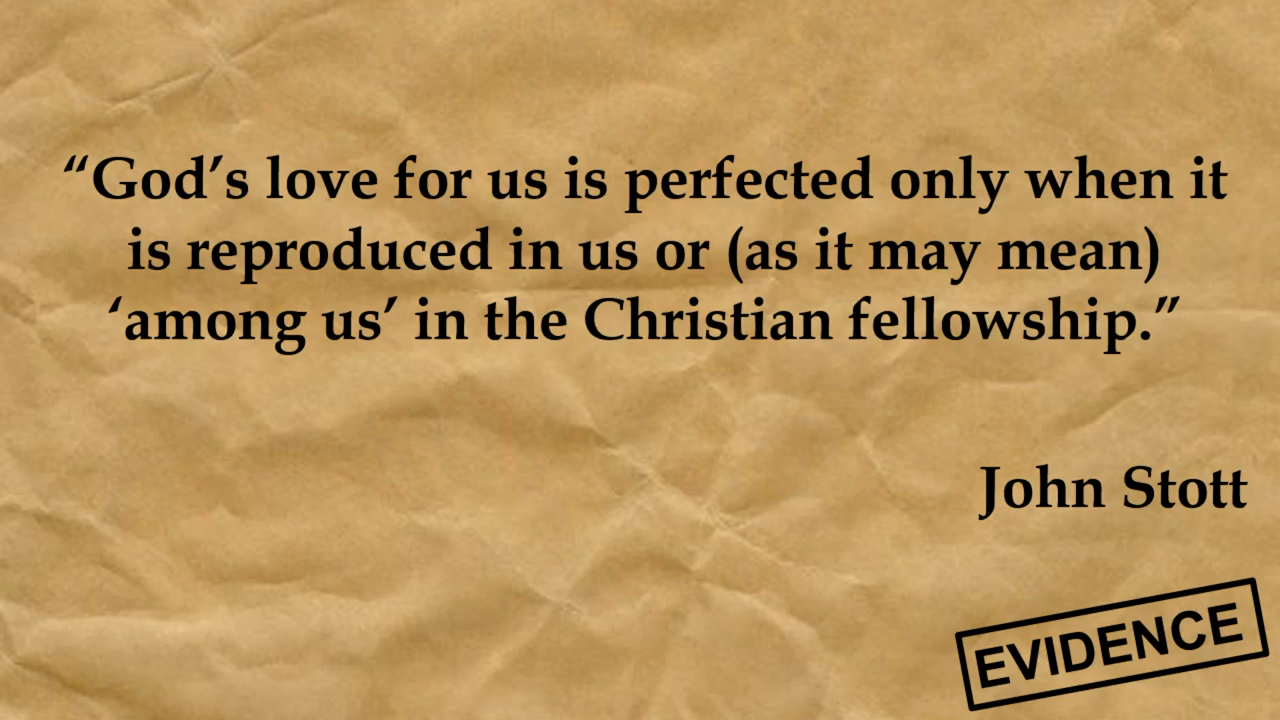 “God’s love for us is perfected only when it
is reproduced in us or (as it may mean)
‘among us’ in the Christian fellowship.”
John Stott
EVIDENCE